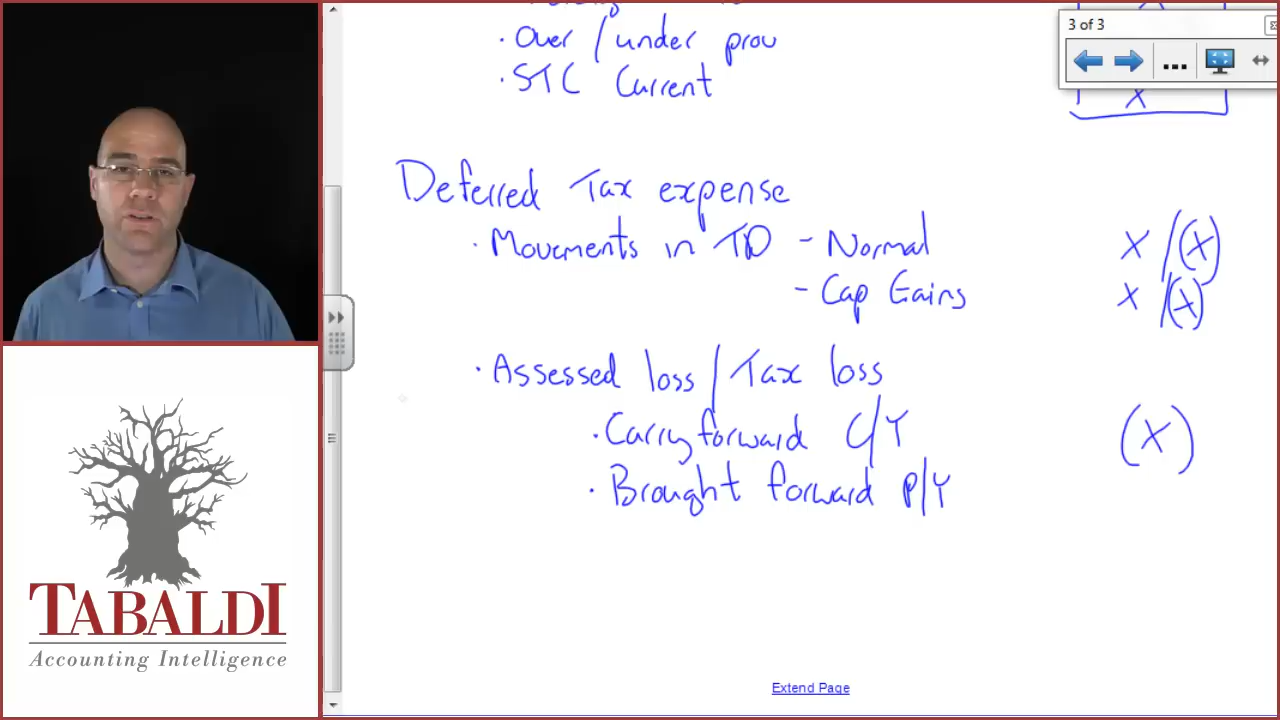 · Over / under prov
· STC Current
X
3 of 3
...
Deferred Tax expense
· Movements in TD - Normal X /(X)
- Cap Gains X /(X)
· Assessed loss / Tax loss
· Carry forward C/Y (X)
· Brought forward P/Y
Extend Page
TABALDI
Accounting Intelligence